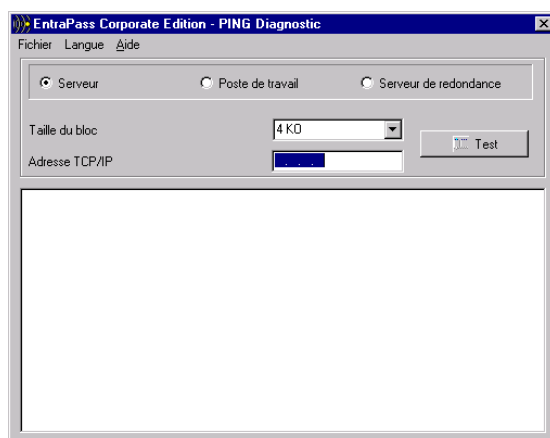 EntraPass Corporate Edition - PING Diagnostic
Fichier Langue Aide
Serveur Poste de travail Serveur de redondance
Taille du bloc 4 KO
Test
Adresse TCP/IP . . .